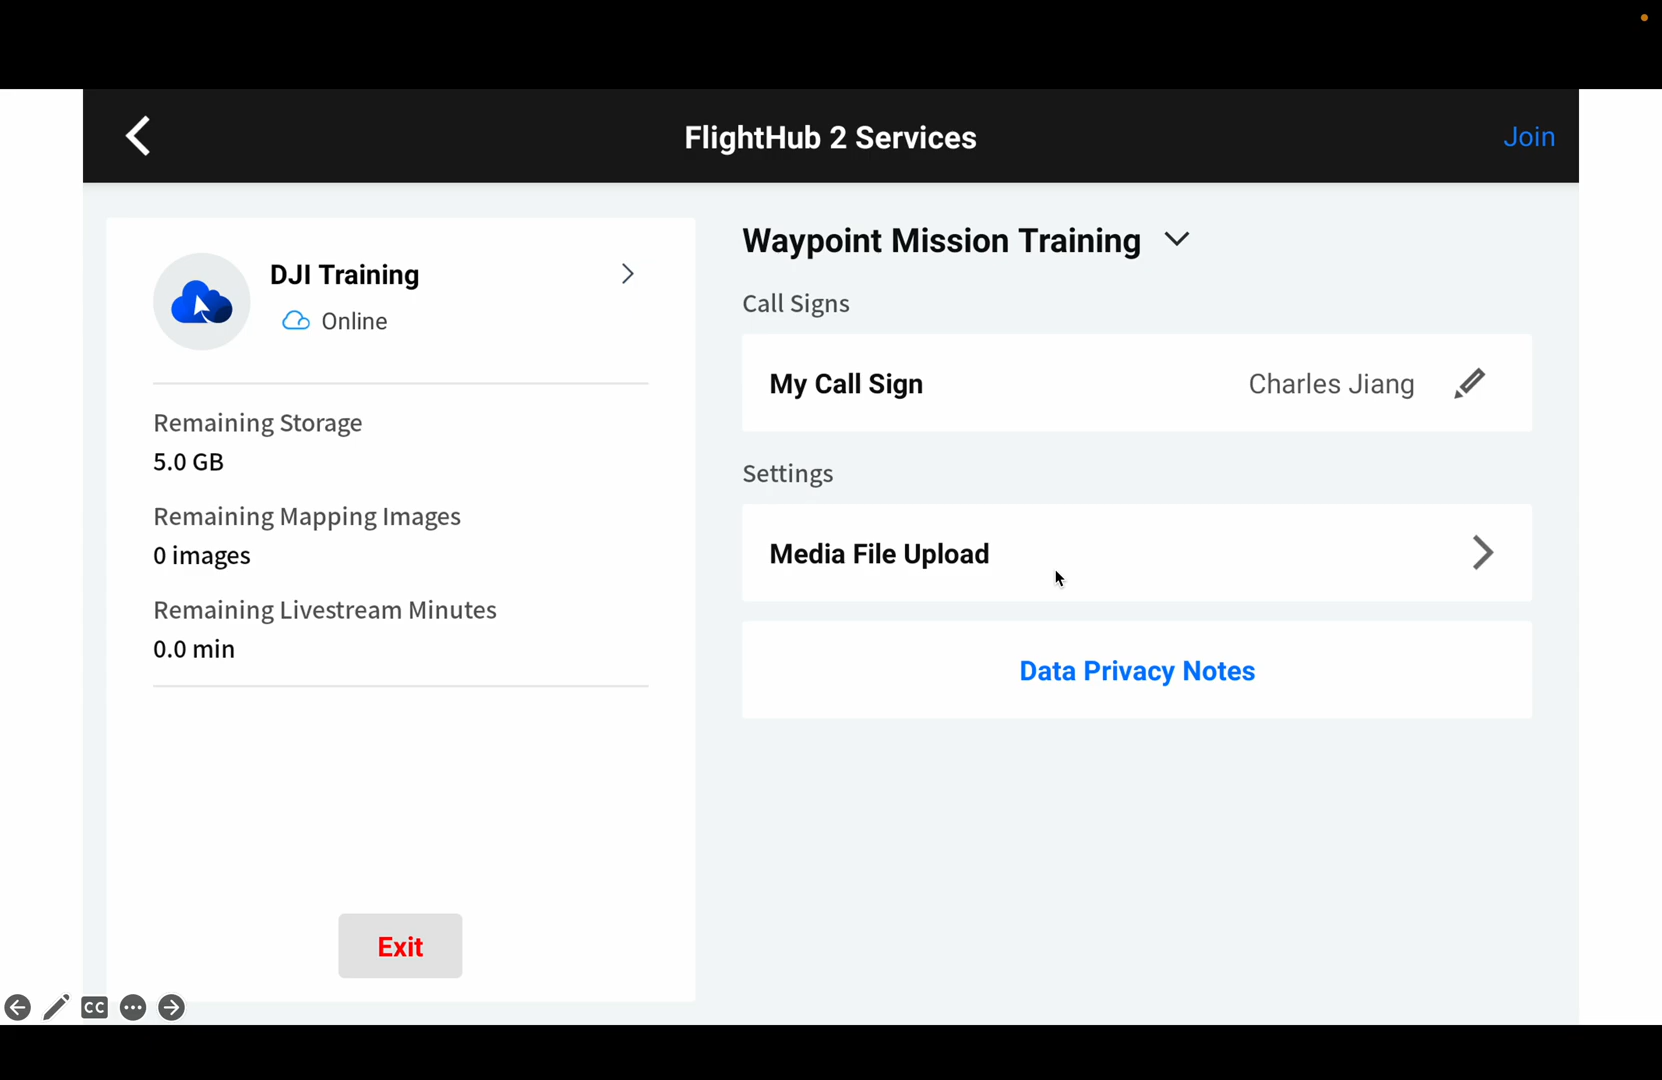 FlightHub 2 Services
Join
DJI Training
Online
Remaining Storage
5.0 GB
Remaining Mapping Images
0 images
Remaining Livestream Minutes
0.0 min
Exit
Waypoint Mission Training
Call Signs
My Call Sign Charles Jiang
Settings
Media File Upload
Data Privacy Notes
CC